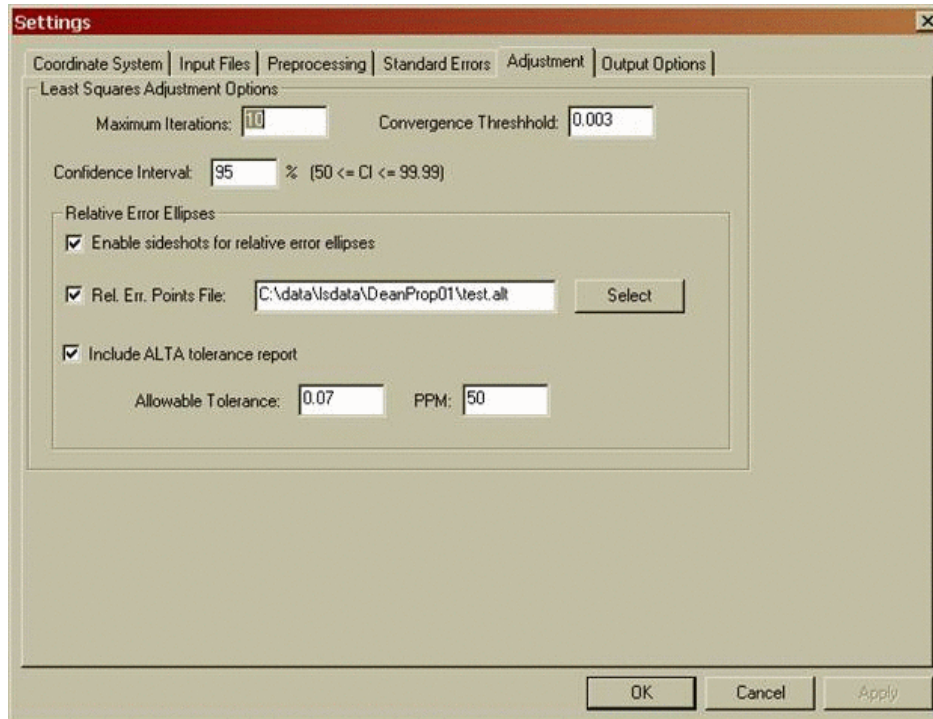 Settings
Coordinate System Input Files Preprocessing Standard Errors Adjustment Output Options
Least Squares Adjustment Options
Maximum Iterations: 10 Convergence Threshhold: 0.003
Confidence Interval: 95 % (50 <= CI <= 99.99)
Relative Error Ellipses
Enable sideshots for relative error ellipses
Rel. Err. Points File: C:\data\lsdata\DeanProp01\test.alt Select
Include ALTA tolerance report
Allowable Tolerance: 0.07 PPM: 50
OK Cancel Apply